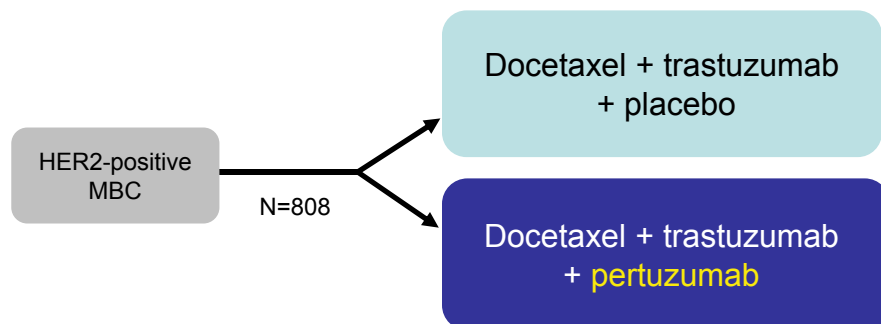 Docetaxel + trastuzumab
+ placebo
HER2-positive
MBC
N=808
Docetaxel + trastuzumab
+ pertuzumab